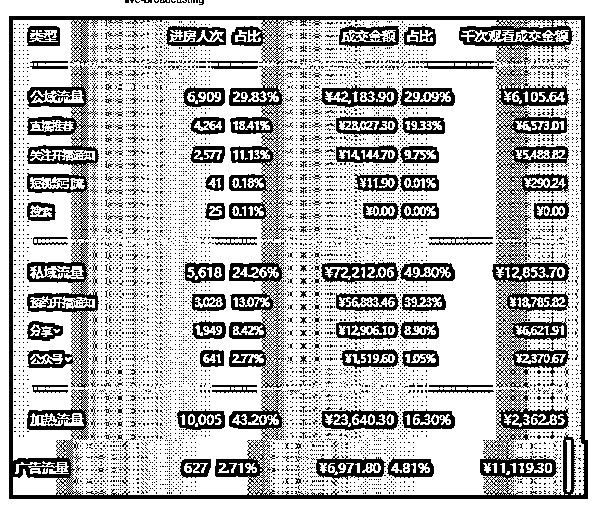 live-broadcasting
类型 进房人次 占比 成交金额 占比 千次观看成交金额
公域流量 6,909 29.83% ¥42,183.90 29.09% ¥6,105.64
直播推荐 4,264 18.41% ¥28,027.30 19.33% ¥6,573.01
关注开播通知 2,577 11.13% ¥14,144.70 9.75% ¥5,488.82
短视频引流 41 0.18% ¥11.90 0.01% ¥290.24
搜索 25 0.11% ¥0.00 0.00% ¥0.00
私域流量 5,618 24.26% ¥72,212.06 49.80% ¥12,853.70
预约开播通知 3,028 13.07% ¥56,883.46 39.23% ¥18,785.82
分享 1,949 8.42% ¥12,906.10 8.90% ¥6,621.91
公众号 641 2.77% ¥1,519.60 1.05% ¥2,370.67
加热流量 10,005 43.20% ¥23,640.30 16.30% ¥2,362.85
广告流量 627 2.71% ¥6,971.80 4.81% ¥11,119.30